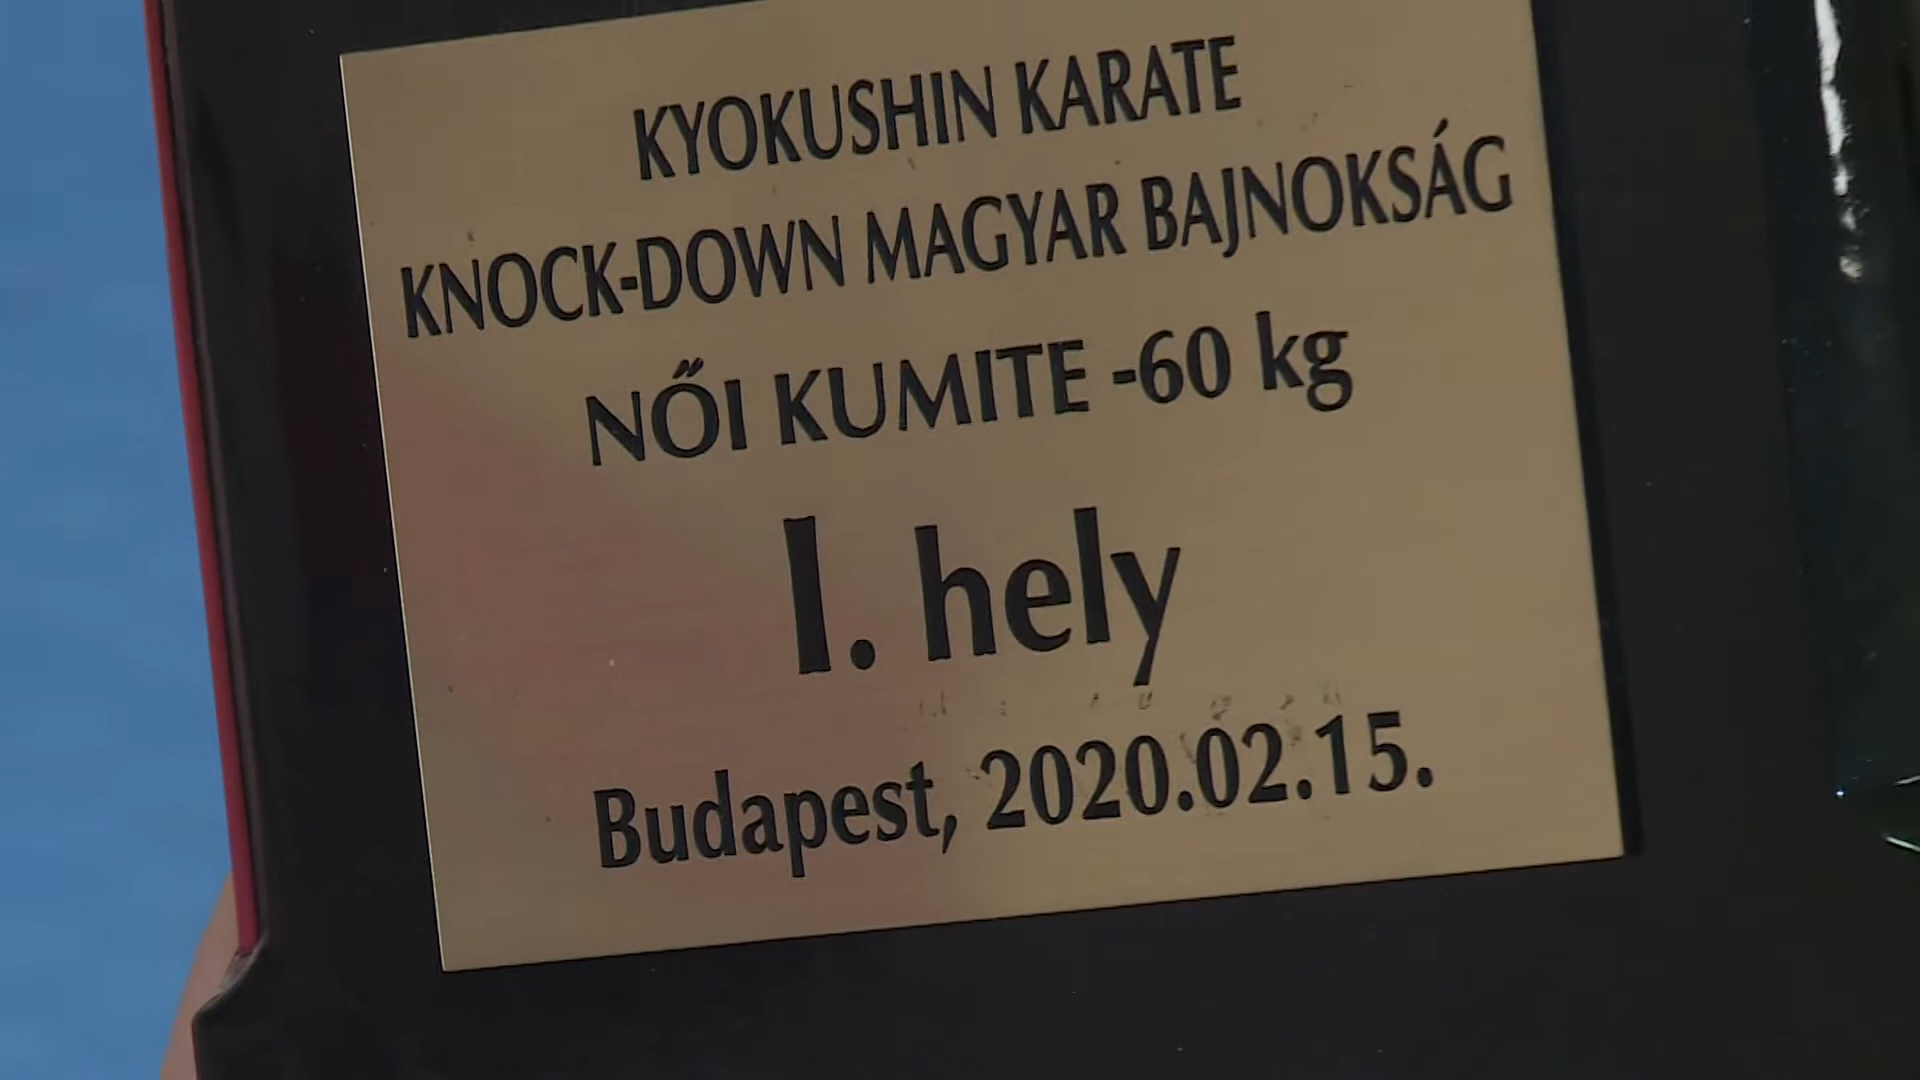 KYOKUSHIN KARATE
KNOCK-DOWN MAGYAR BAJNOKSÁG
NŐI KUMITE -60 kg
I. hely
Budapest, 2020.02.15.